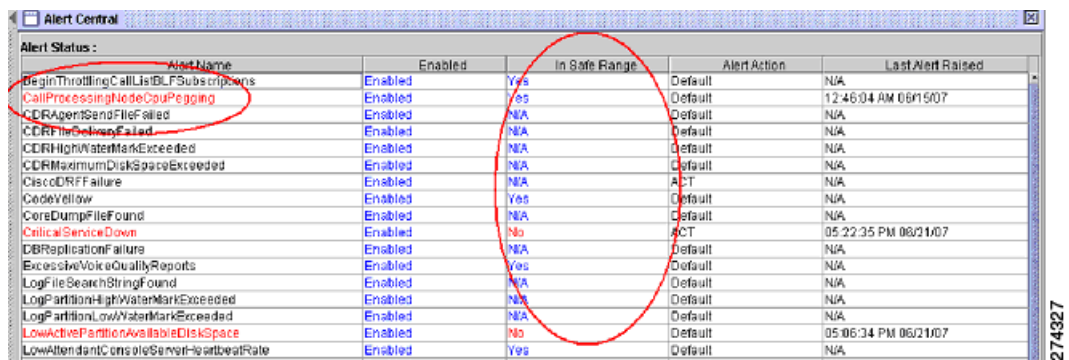 Alert Central
Alert Status :
Alert Name Enabled In Safe Range Alert Action Last Alert Raised
BeginThrottlingCallListBLFSubscriptions Enabled Yes Default N/A
CallProcessingNodeCpuPegging Enabled Yes Default 12:46:04 AM 06/15/07
CDRAgentSendFileFailed Enabled N/A Default N/A
CDRFileDeliveryFailed Enabled N/A Default N/A
CDRHighWaterMarkExceeded Enabled N/A Default N/A
CDRMaximumDiskSpaceExceeded Enabled N/A Default N/A
CiscoDRFFailure Enabled N/A ACT N/A
CodeYellow Enabled Yes Default N/A
CoreDumpFileFound Enabled N/A Default N/A
CriticalServiceDown Enabled No ACT 05:22:35 PM 06/21/07
DBReplicationFailure Enabled N/A Default N/A
ExcessiveVoiceQualityReports Enabled Yes Default N/A
LogFileSearchStringFound Enabled N/A Default N/A
LogPartitionHighWaterMarkExceeded Enabled N/A Default N/A
LogPartitionLowWaterMarkExceeded Enabled N/A Default N/A
LowActivePartitionAvailableDiskSpace Enabled No Default 05:06:34 PM 06/21/07
LowAttendantConsoleServerHeartbeatRate Enabled Yes Default N/A
274327